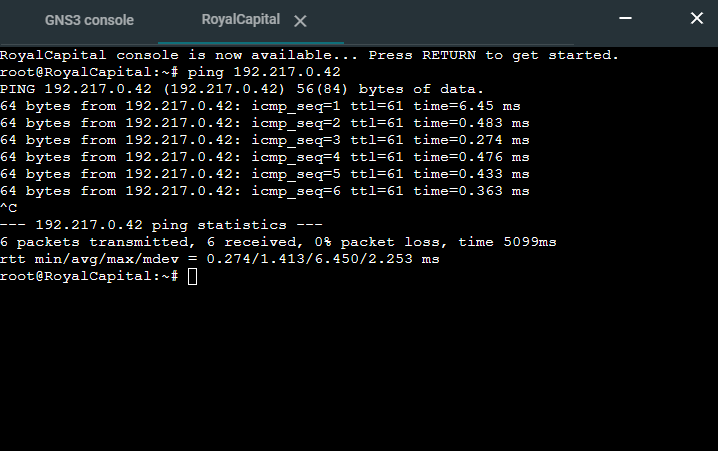 GNS3 console
RoyalCapital
RoyalCapital console is now available... Press RETURN to get started.
root@RoyalCapital:~# ping 192.217.0.42
PING 192.217.0.42 (192.217.0.42) 56(84) bytes of data.
64 bytes from 192.217.0.42: icmp_seq=1 ttl=61 time=6.45 ms
64 bytes from 192.217.0.42: icmp_seq=2 ttl=61 time=0.483 ms
64 bytes from 192.217.0.42: icmp_seq=3 ttl=61 time=0.274 ms
64 bytes from 192.217.0.42: icmp_seq=4 ttl=61 time=0.476 ms
64 bytes from 192.217.0.42: icmp_seq=5 ttl=61 time=0.433 ms
64 bytes from 192.217.0.42: icmp_seq=6 ttl=61 time=0.363 ms
^C
--- 192.217.0.42 ping statistics ---
6 packets transmitted, 6 received, 0% packet loss, time 5099ms
rtt min/avg/max/mdev = 0.274/1.413/6.450/2.253 ms
root@RoyalCapital:~#